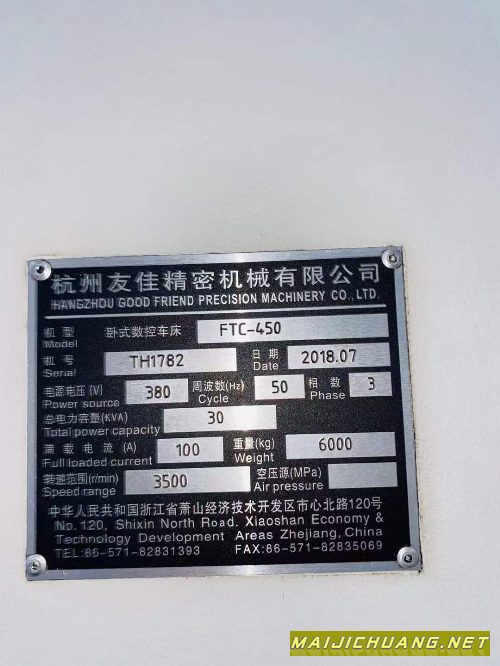 杭州友佳精密机械有限公司
HANGZHOU GOOD FRIEND PRECISION MACHINERY CO., LTD.
机 型 卧式数控车床 FTC-450
Model
机 号 TH1782 日 期 2018.07
Serial Date
电源电压(V) 380 周波数(Hz) 50 相 数 3
Power source Cycle Phase
总电力容量(KVA) 30
Total power capacity
满 载 电 流 (A) 100 重量(kg) 6000
Full loaded current Weight
转速范围(r/min) 3500 空压源(MPa)
Speed range Air pressure
中华人民共和国浙江省萧山经济技术开发区市心北路120号
No.120, Shixin North Road. Xiaoshan Economy &
Technology Development Areas Zhejiang, China
TEL:86-571-82831393 FAX:86-571-82835069
MAIJICHUANG.NET